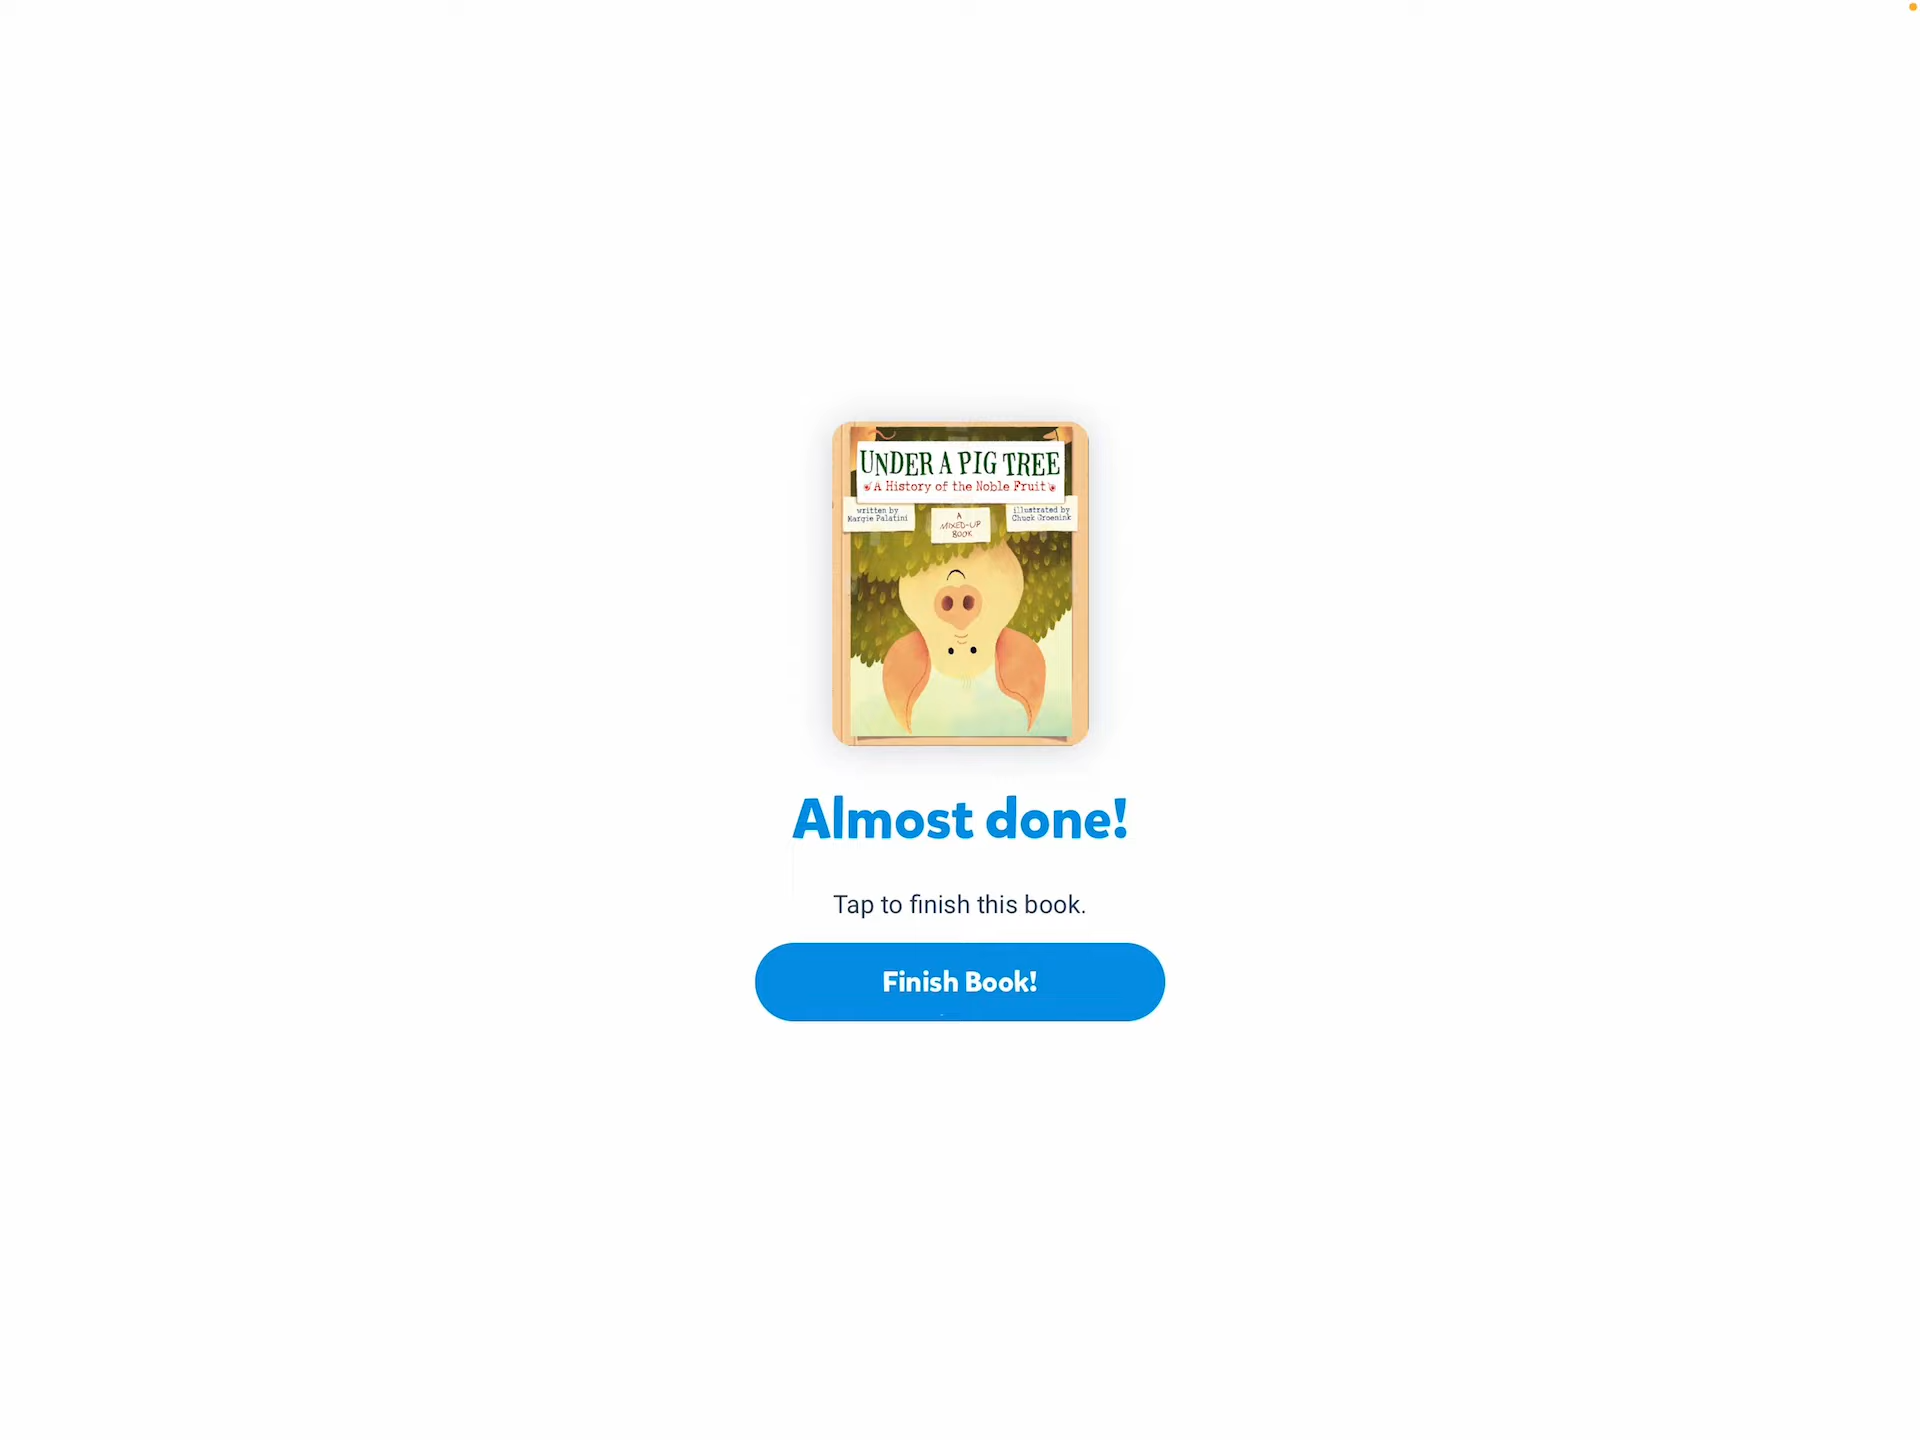 UNDER A PIG TREE
A History of the Noble Fruit
written by
Margie Palatini
A
MIXED-UP
BOOK
illustrated by
Chuck Groenink
Almost done!
Tap to finish this book.
Finish Book!